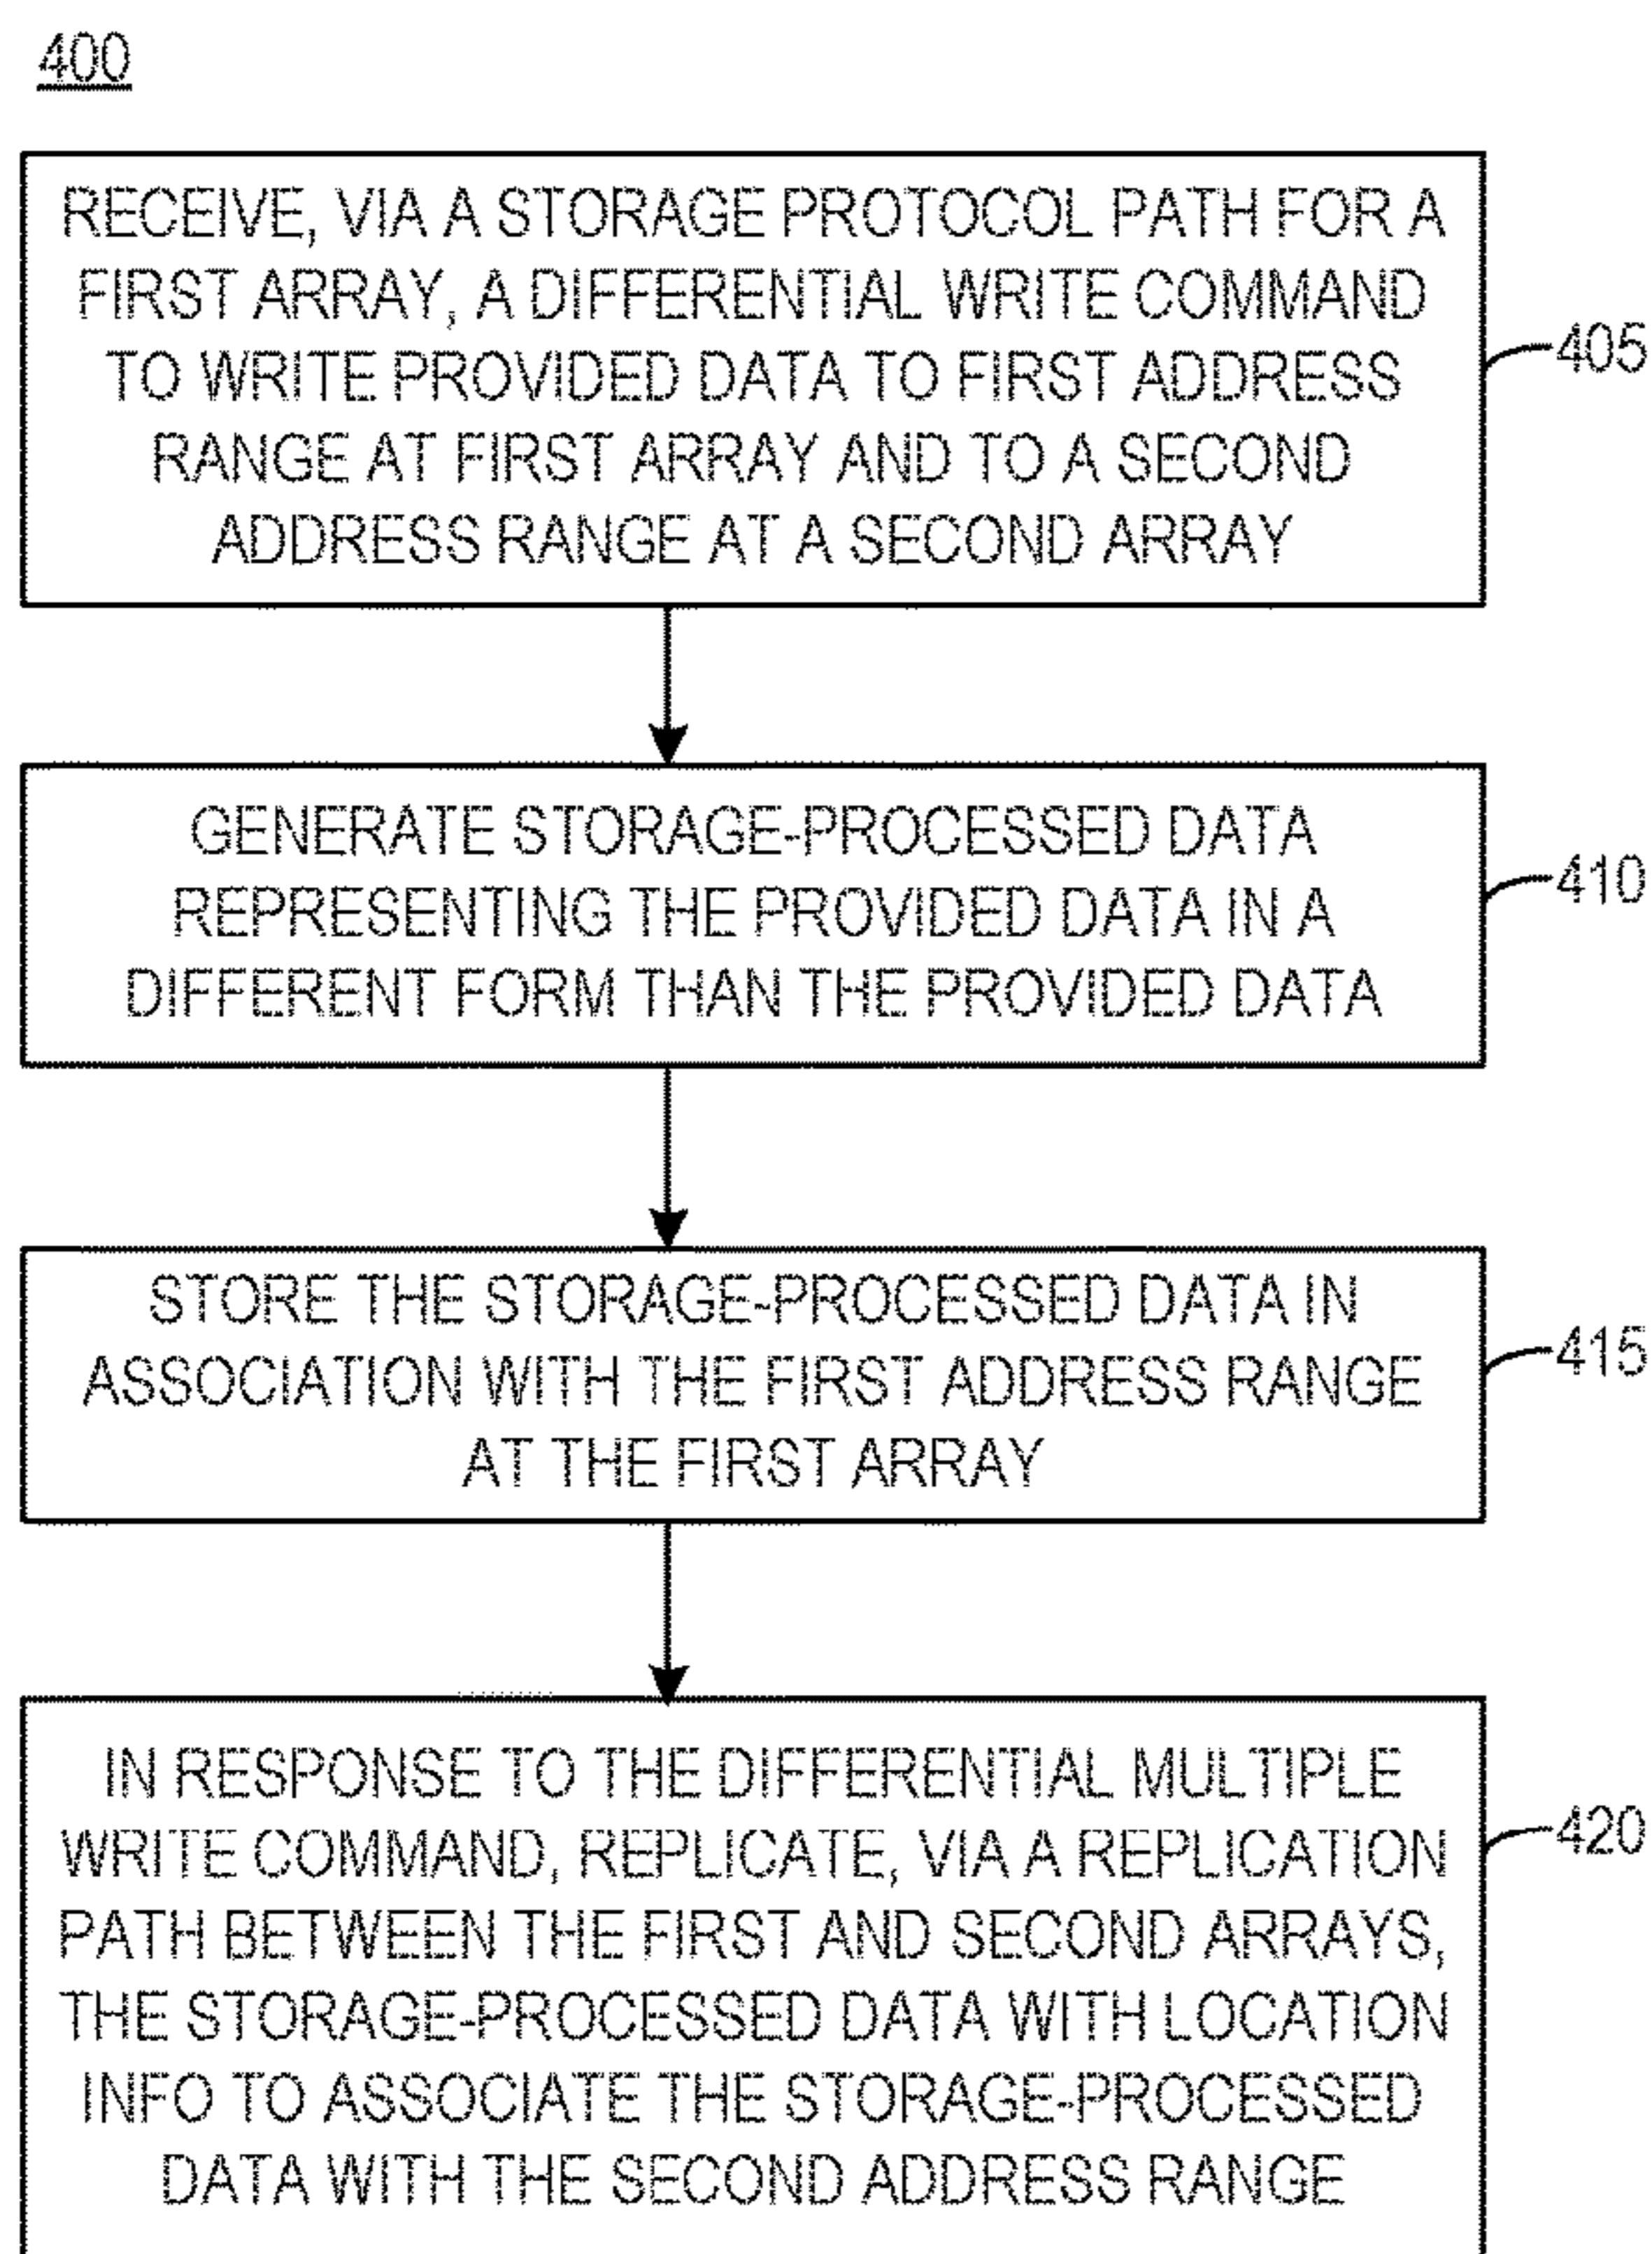 400
RECEIVE, VIA A STORAGE PROTOCOL PATH FOR A
FIRST ARRAY, A DIFFERENTIAL WRITE COMMAND
TO WRITE PROVIDED DATA TO FIRST ADDRESS
RANGE AT FIRST ARRAY AND TO A SECOND
ADDRESS RANGE AT A SECOND ARRAY
405
GENERATE STORAGE-PROCESSED DATA
REPRESENTING THE PROVIDED DATA IN A
DIFFERENT FORM THAN THE PROVIDED DATA
410
STORE THE STORAGE-PROCESSED DATA IN
ASSOCIATION WITH THE FIRST ADDRESS RANGE
AT THE FIRST ARRAY
415
IN RESPONSE TO THE DIFFERENTIAL MULTIPLE
WRITE COMMAND, REPLICATE, VIA A REPLICATION
PATH BETWEEN THE FIRST AND SECOND ARRAYS,
THE STORAGE-PROCESSED DATA WITH LOCATION
INFO TO ASSOCIATE THE STORAGE-PROCESSED
DATA WITH THE SECOND ADDRESS RANGE
420